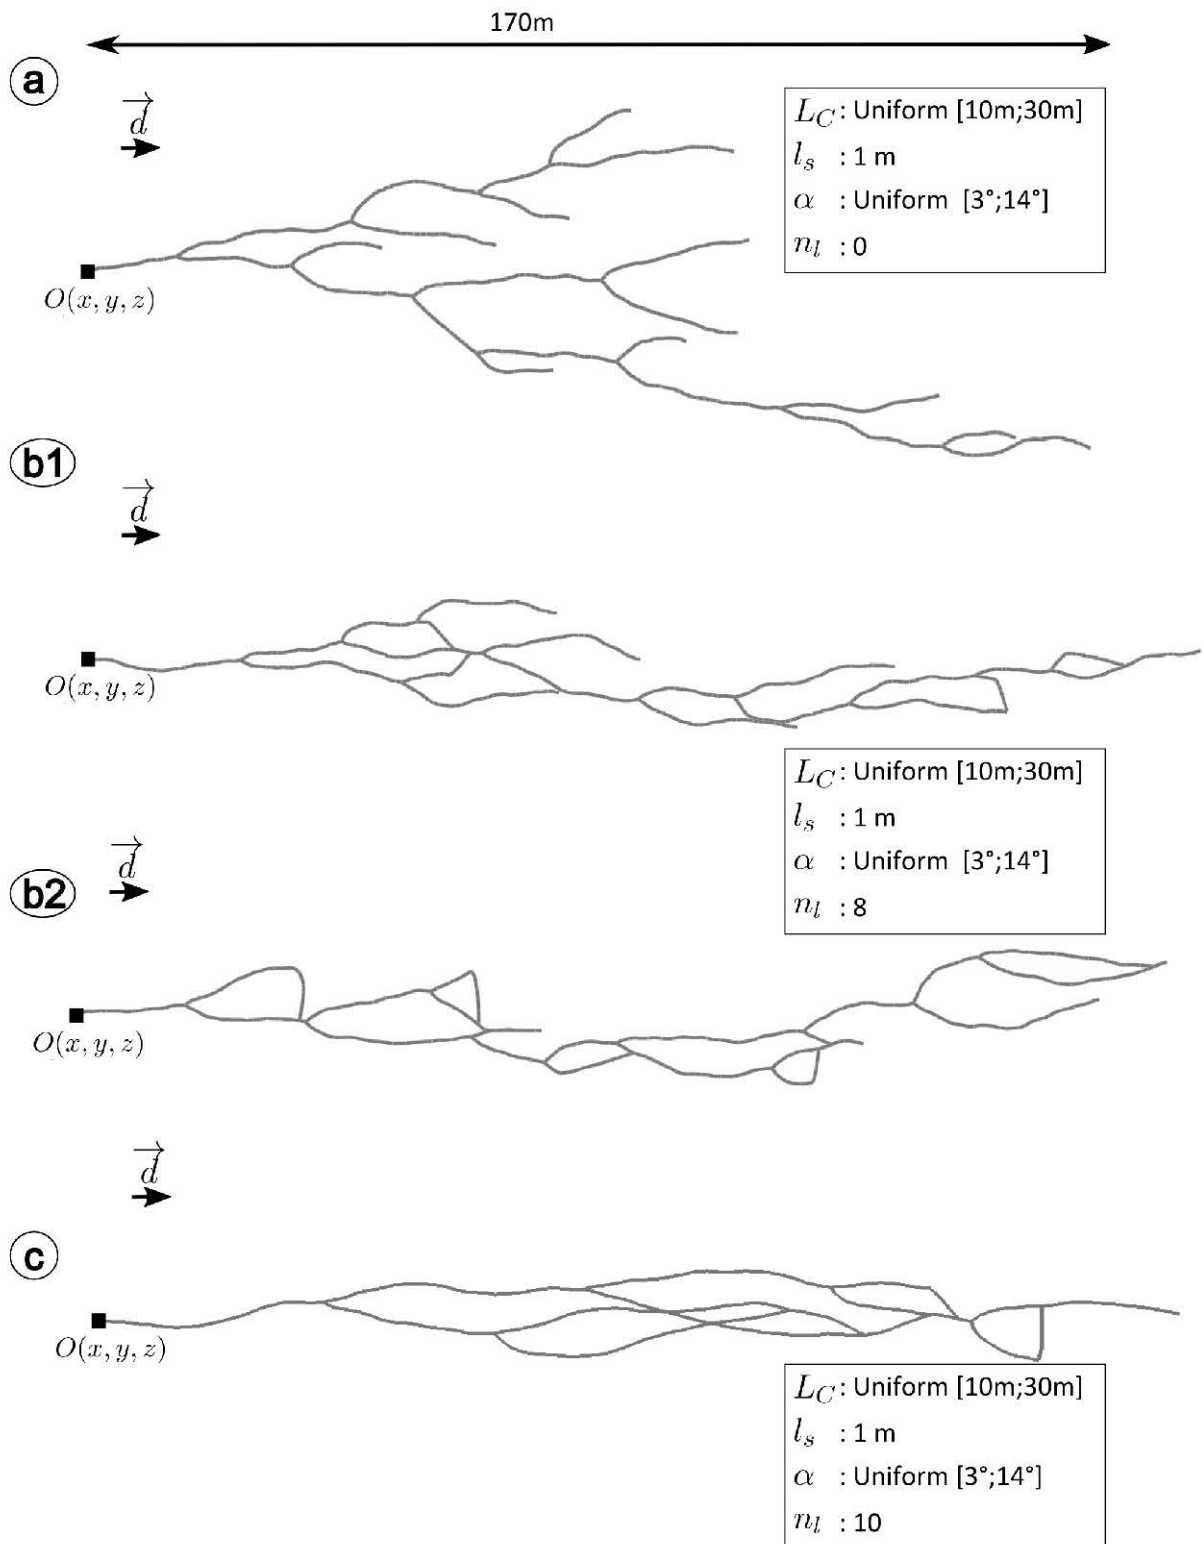 170m
a
d
L_C : Uniform [10m;30m]
l_s : 1 m
α : Uniform [3°;14°]
n_l : 0
O(x, y, z)
b1
d
O(x, y, z)
L_C : Uniform [10m;30m]
l_s : 1 m
α : Uniform [3°;14°]
n_l : 8
d
b2
O(x, y, z)
d
c
O(x, y, z)
L_C : Uniform [10m;30m]
l_s : 1 m
α : Uniform [3°;14°]
n_l : 10